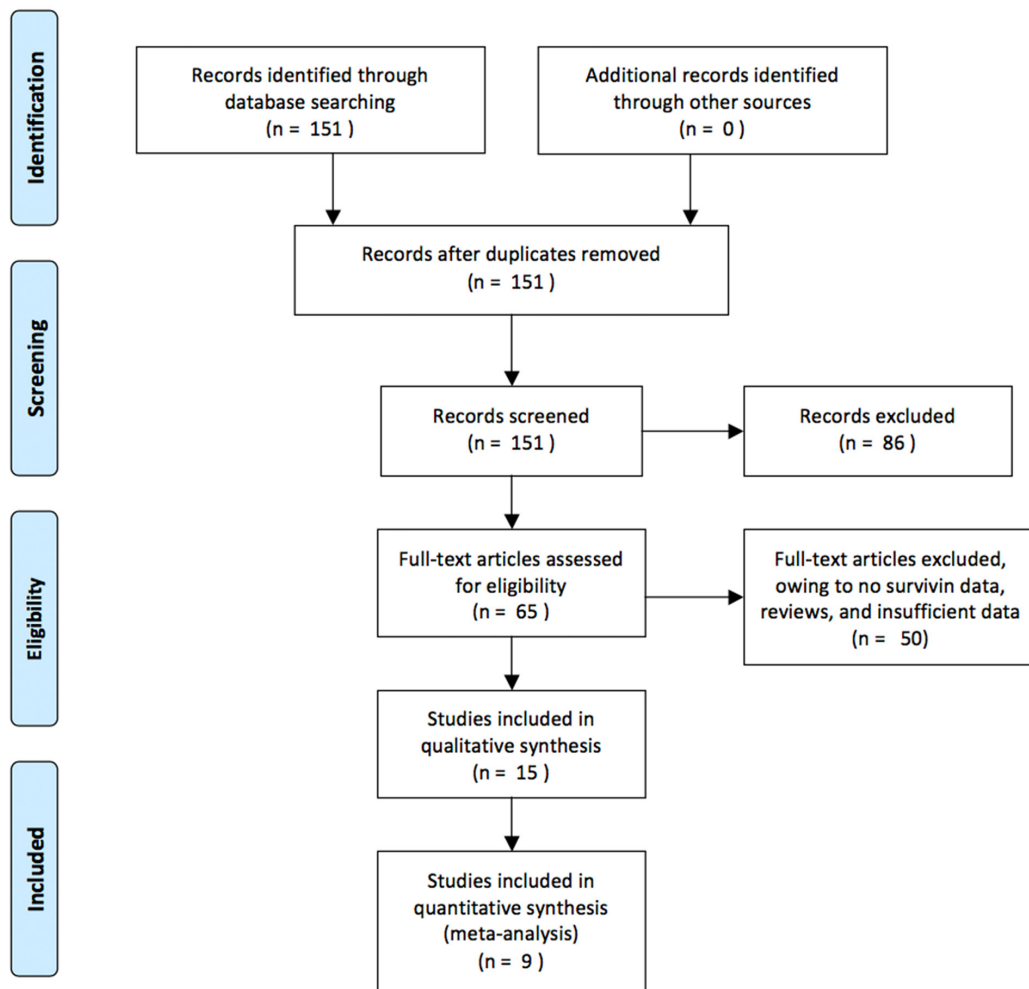 Identification
Records identified through
database searching
(n = 151 )
Additional records identified
through other sources
(n = 0 )
Records after duplicates removed
(n = 151 )
Screening
Records screened
(n = 151 )
Records excluded
(n = 86 )
Eligibility
Full-text articles assessed
for eligibility
(n = 65 )
Full-text articles excluded,
owing to no survivin data,
reviews, and insufficient data
(n = 50)
Studies included in
qualitative synthesis
(n = 15 )
Included
Studies included in
quantitative synthesis
(meta-analysis)
(n = 9 )